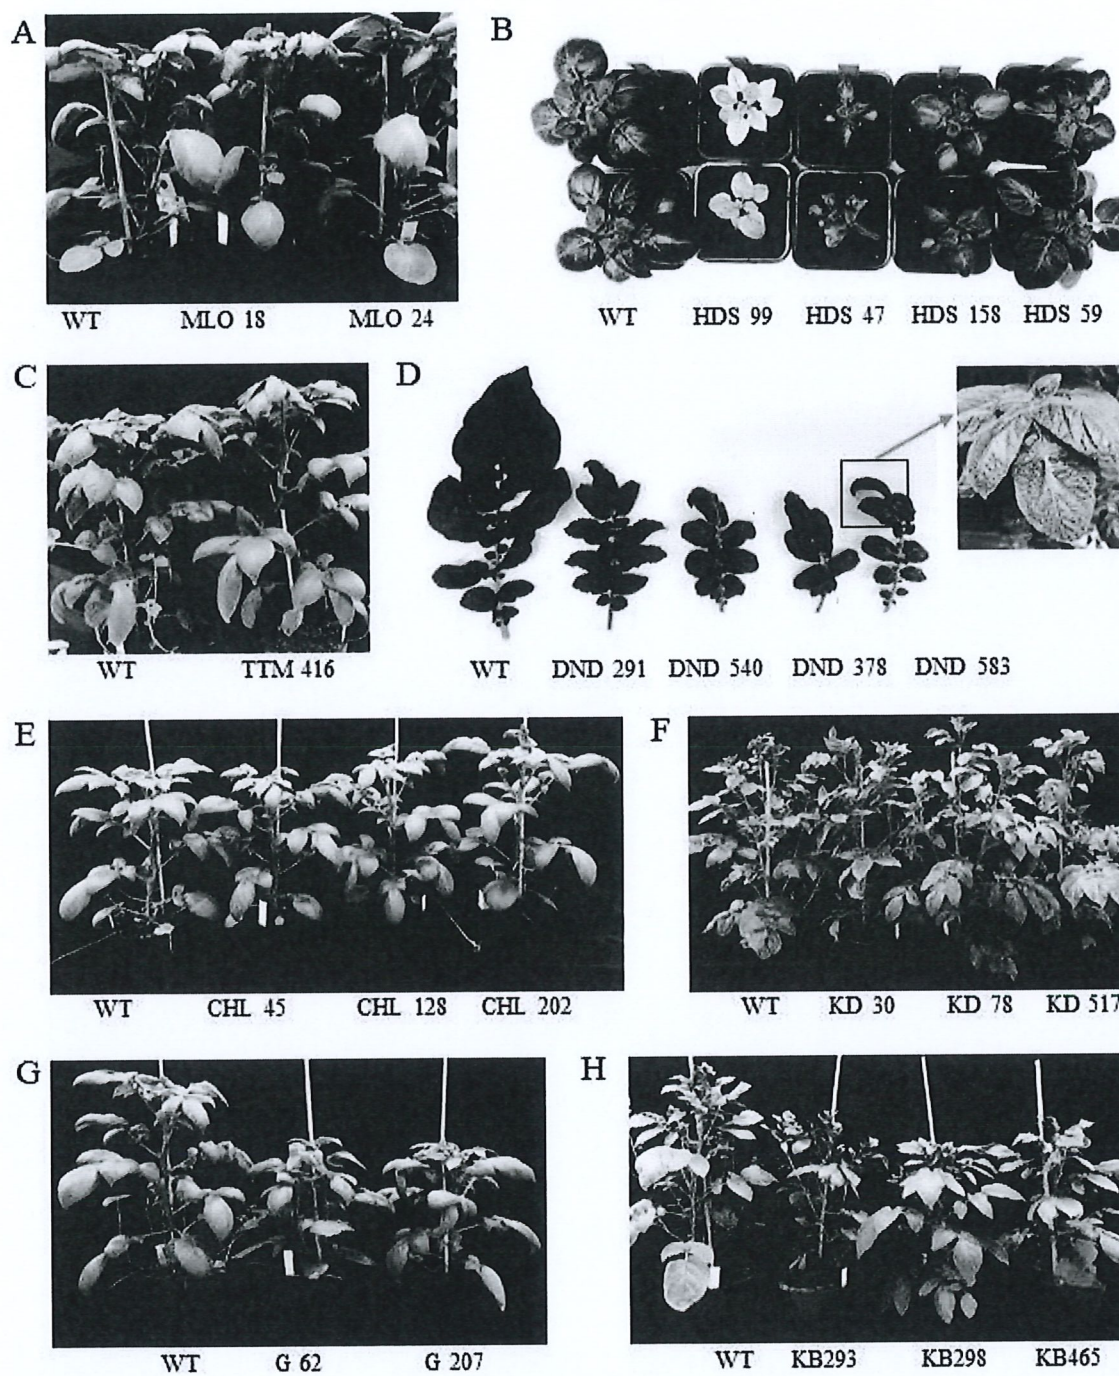 A
B
WT MLO 18 MLO 24
WT HDS 99 HDS 47 HDS 158 HDS 59
C
D
WT TTM 416
WT DND 291 DND 540 DND 378 DND 583
E
F
WT CHL 45 CHL 128 CHL 202
WT KD 30 KD 78 KD 517
G
H
WT G 62 G 207
WT KB293 KB298 KB465